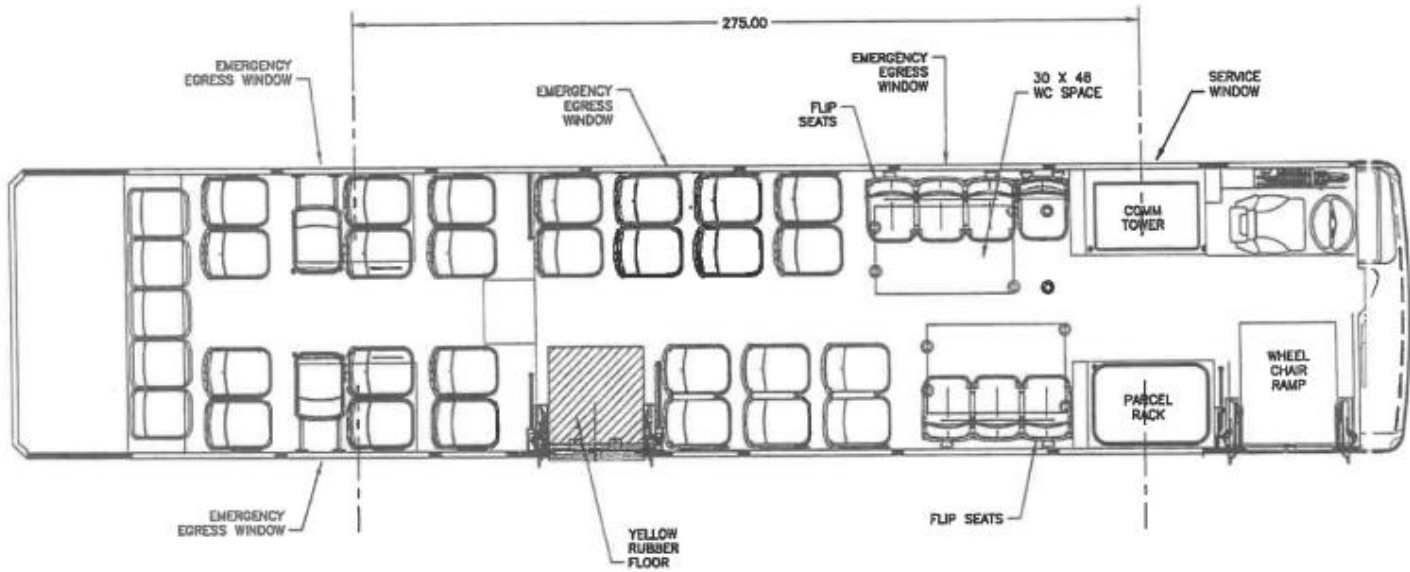 275.00
EMERGENCY
EGRESS WINDOW
EMERGENCY
EGRESS
WINDOW
FLIP
SEATS
EMERGENCY
EGRESS
WINDOW
30 X 48
WC SPACE
SERVICE
WINDOW
COMM
TOWER
WHEEL
CHAIR
RAMP
PARCEL
RACK
EMERGENCY
EGRESS WINDOW
YELLOW
RUBBER
FLOOR
FLIP SEATS